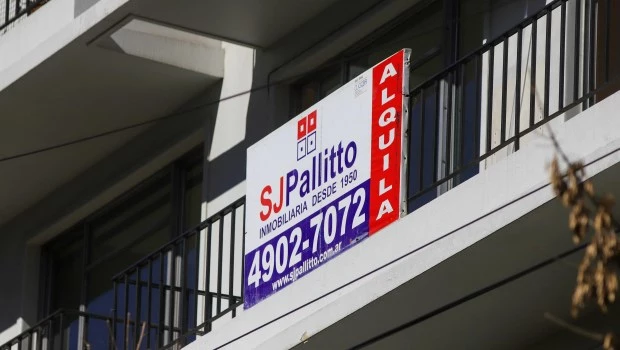 SJPallitto
INMOBILIARIA DESDE 1950
4902-7072
www.sjpallitto.com.ar
ALQUILA